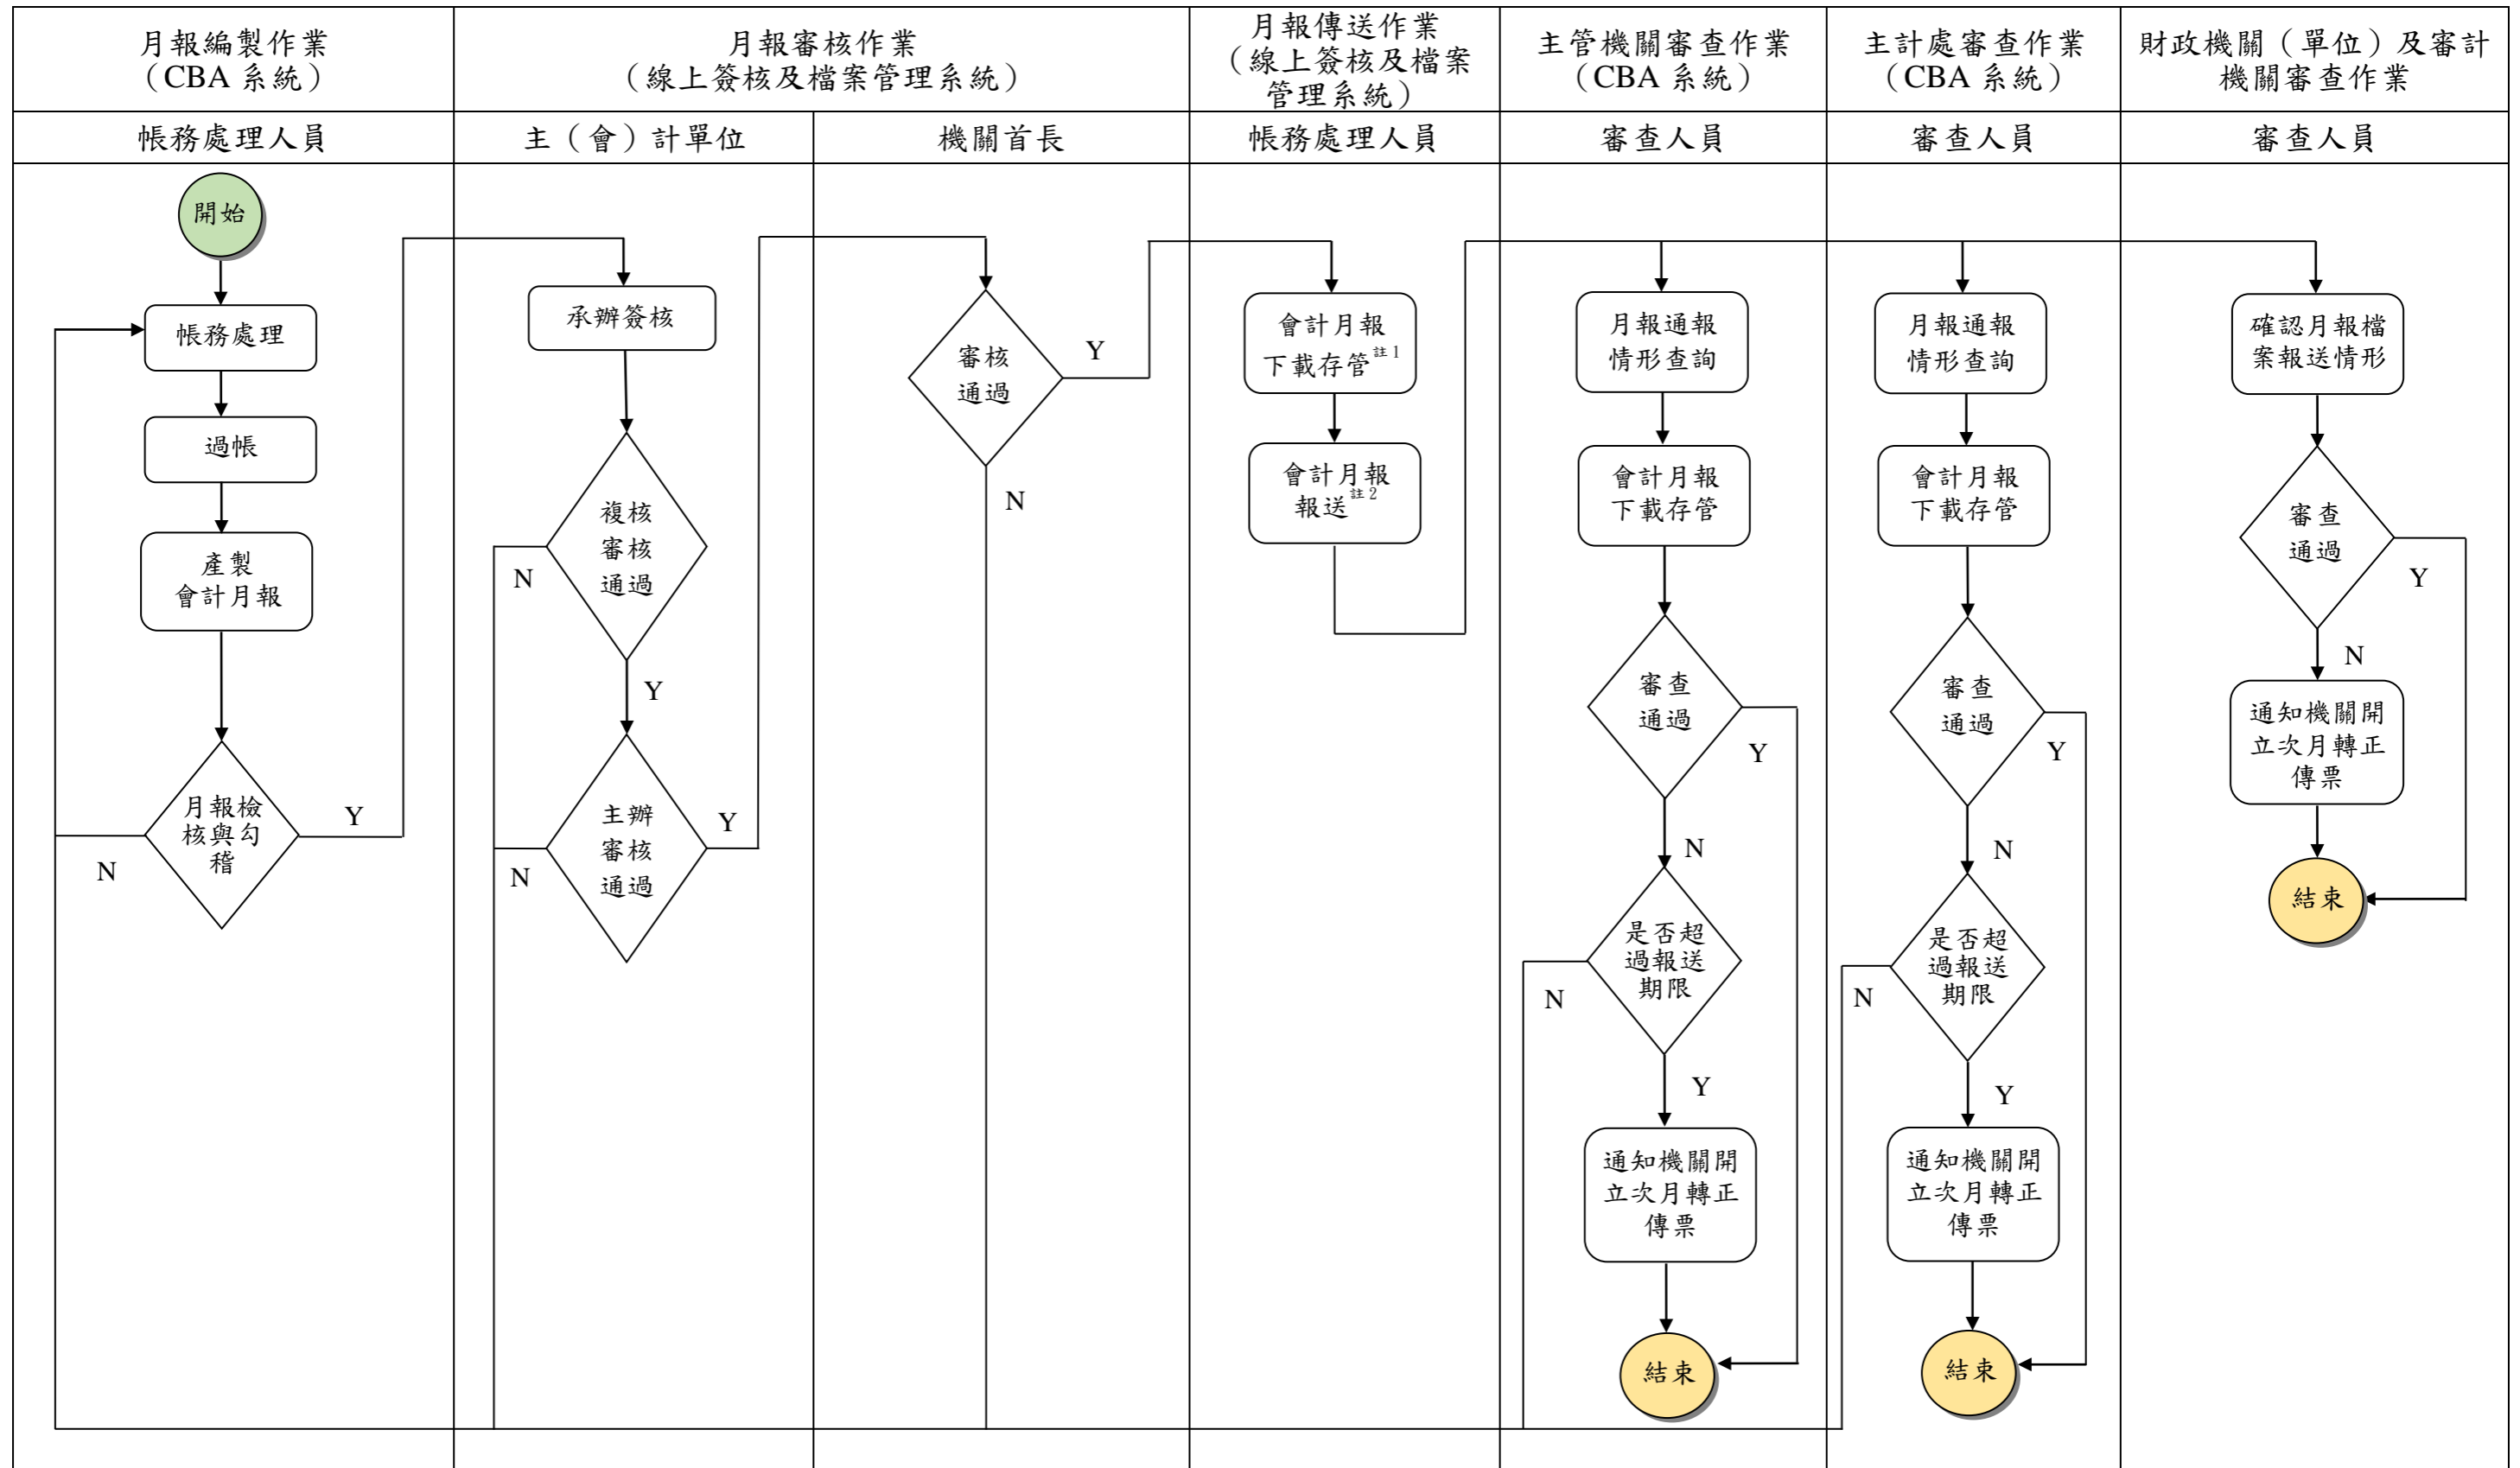 月報編製作業
（CBA 系統）
月報審核作業
（線上簽核及檔案管理系統）
月報傳送作業
（線上簽核及檔案
管理系統）
主管機關審查作業
（CBA 系統）
主計處審查作業
（CBA 系統）
財政機關（單位）及審計
機關審查作業
帳務處理人員
主（會）計單位
機關首長
帳務處理人員
審查人員
審查人員
審查人員
開始
帳務處理
過帳
產製
會計月報
月報檢
核與勾
稽
Y
N
承辦簽核
複核
審核
通過
N
Y
主辦
審核
通過
Y
N
審核
通過
Y
N
會計月報
下載存管註1
會計月報
報送註2
月報通報
情形查詢
會計月報
下載存管
審查
通過
Y
N
是否超
過報送
期限
N
Y
通知機關開
立次月轉正
傳票
結束
月報通報
情形查詢
會計月報
下載存管
審查
通過
Y
N
是否超
過報送
期限
N
Y
通知機關開
立次月轉正
傳票
結束
確認月報檔
案報送情形
審查
通過
Y
N
通知機關開
立次月轉正
傳票
結束